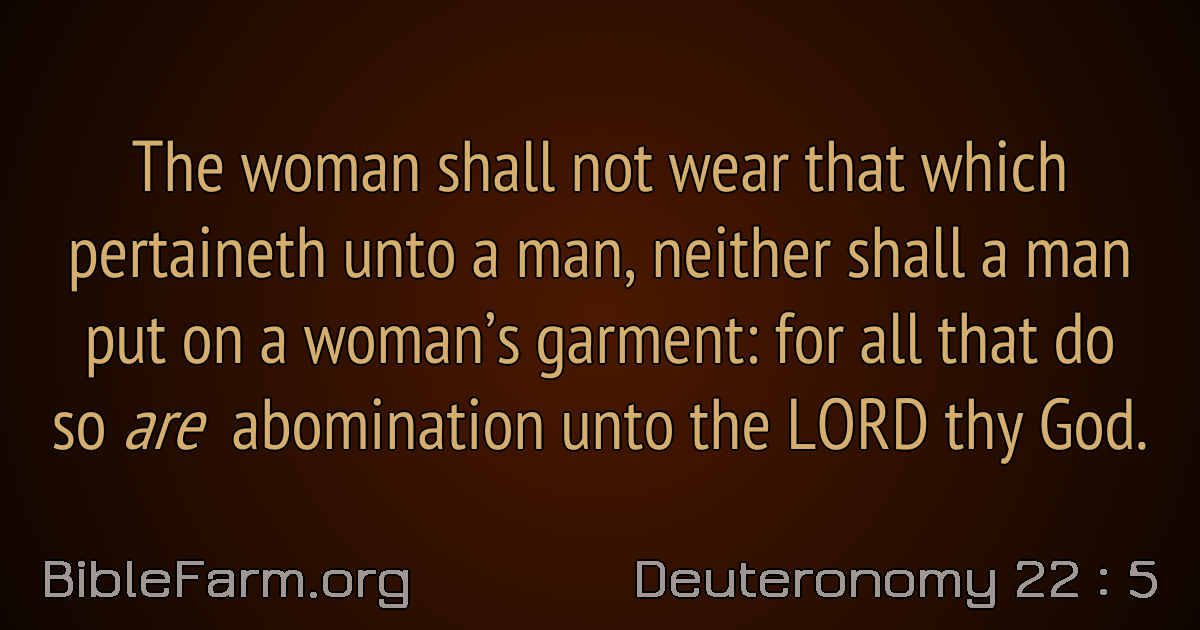 The woman shall not wear that which
pertaineth unto a man, neither shall a man
put on a woman’s garment: for all that do
so are abomination unto the LORD thy God.
BibleFarm.org
Deuteronomy 22 : 5